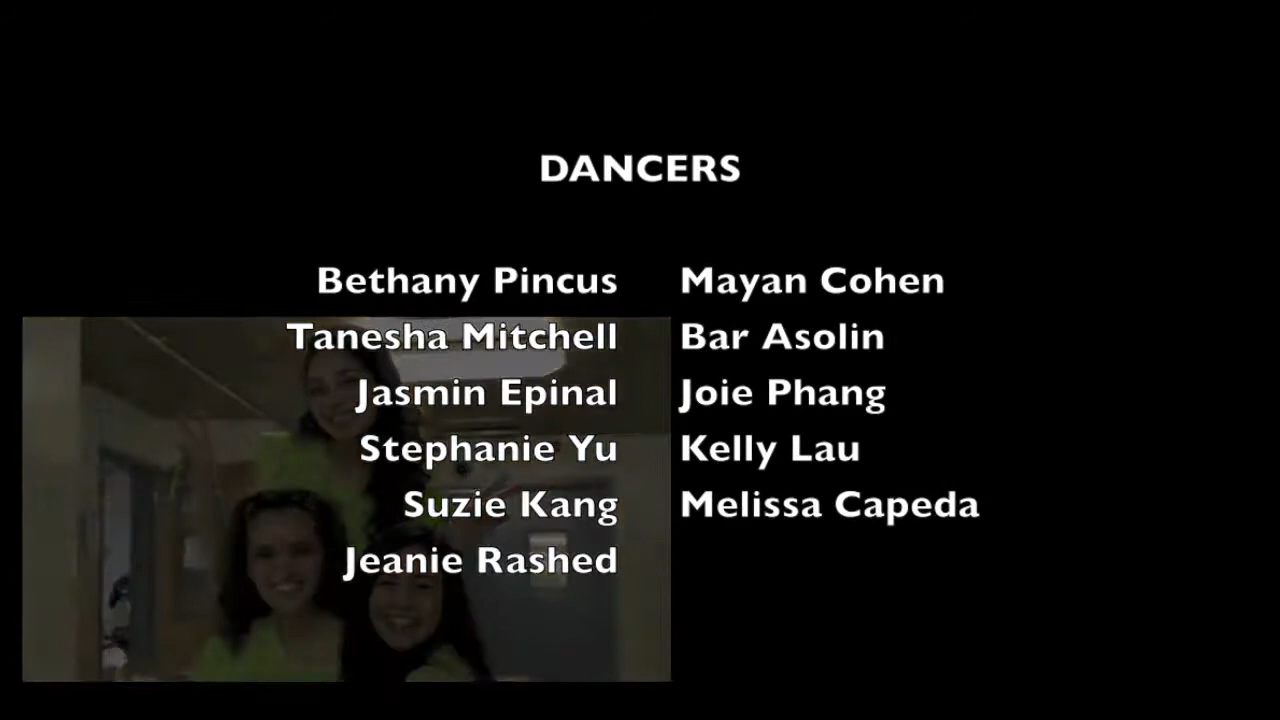 DANCERS
Bethany Pincus Mayan Cohen
Tanesha Mitchell Bar Asolin
Jasmin Epinal Joie Phang
Stephanie Yu Kelly Lau
Suzie Kang Melissa Capeda
Jeanie Rashed